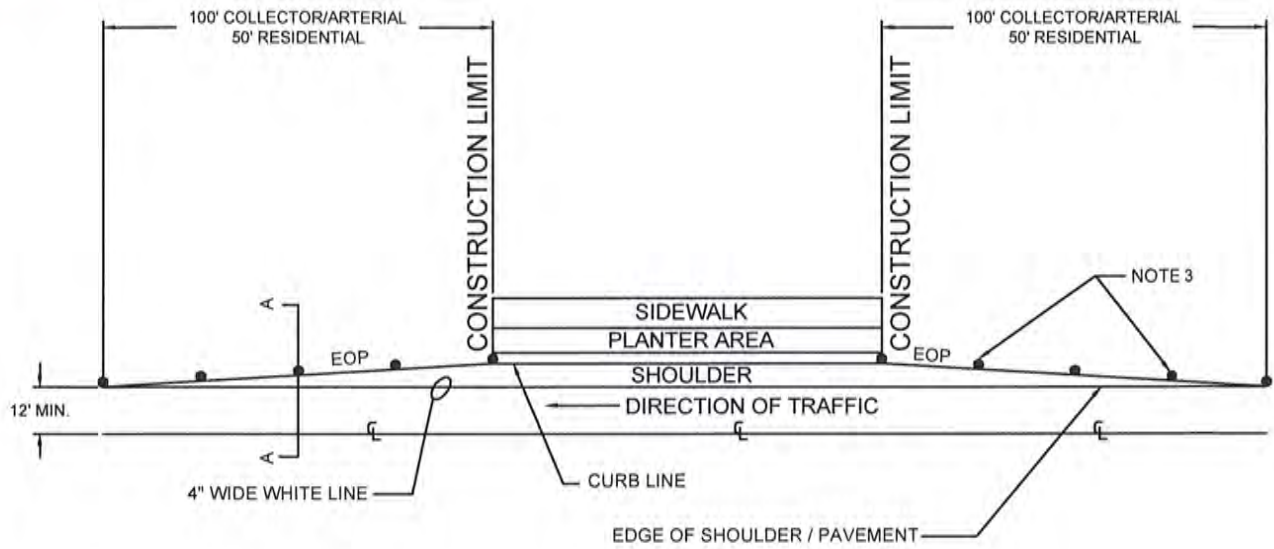 100' COLLECTOR/ARTERIAL
50' RESIDENTIAL
100' COLLECTOR/ARTERIAL
50' RESIDENTIAL
CONSTRUCTION LIMIT
CONSTRUCTION LIMIT
NOTE 3
A
SIDEWALK
PLANTER AREA
EOP
EOP
SHOULDER
12' MIN.
DIRECTION OF TRAFFIC
℄
℄
℄
A
CURB LINE
4" WIDE WHITE LINE
EDGE OF SHOULDER / PAVEMENT